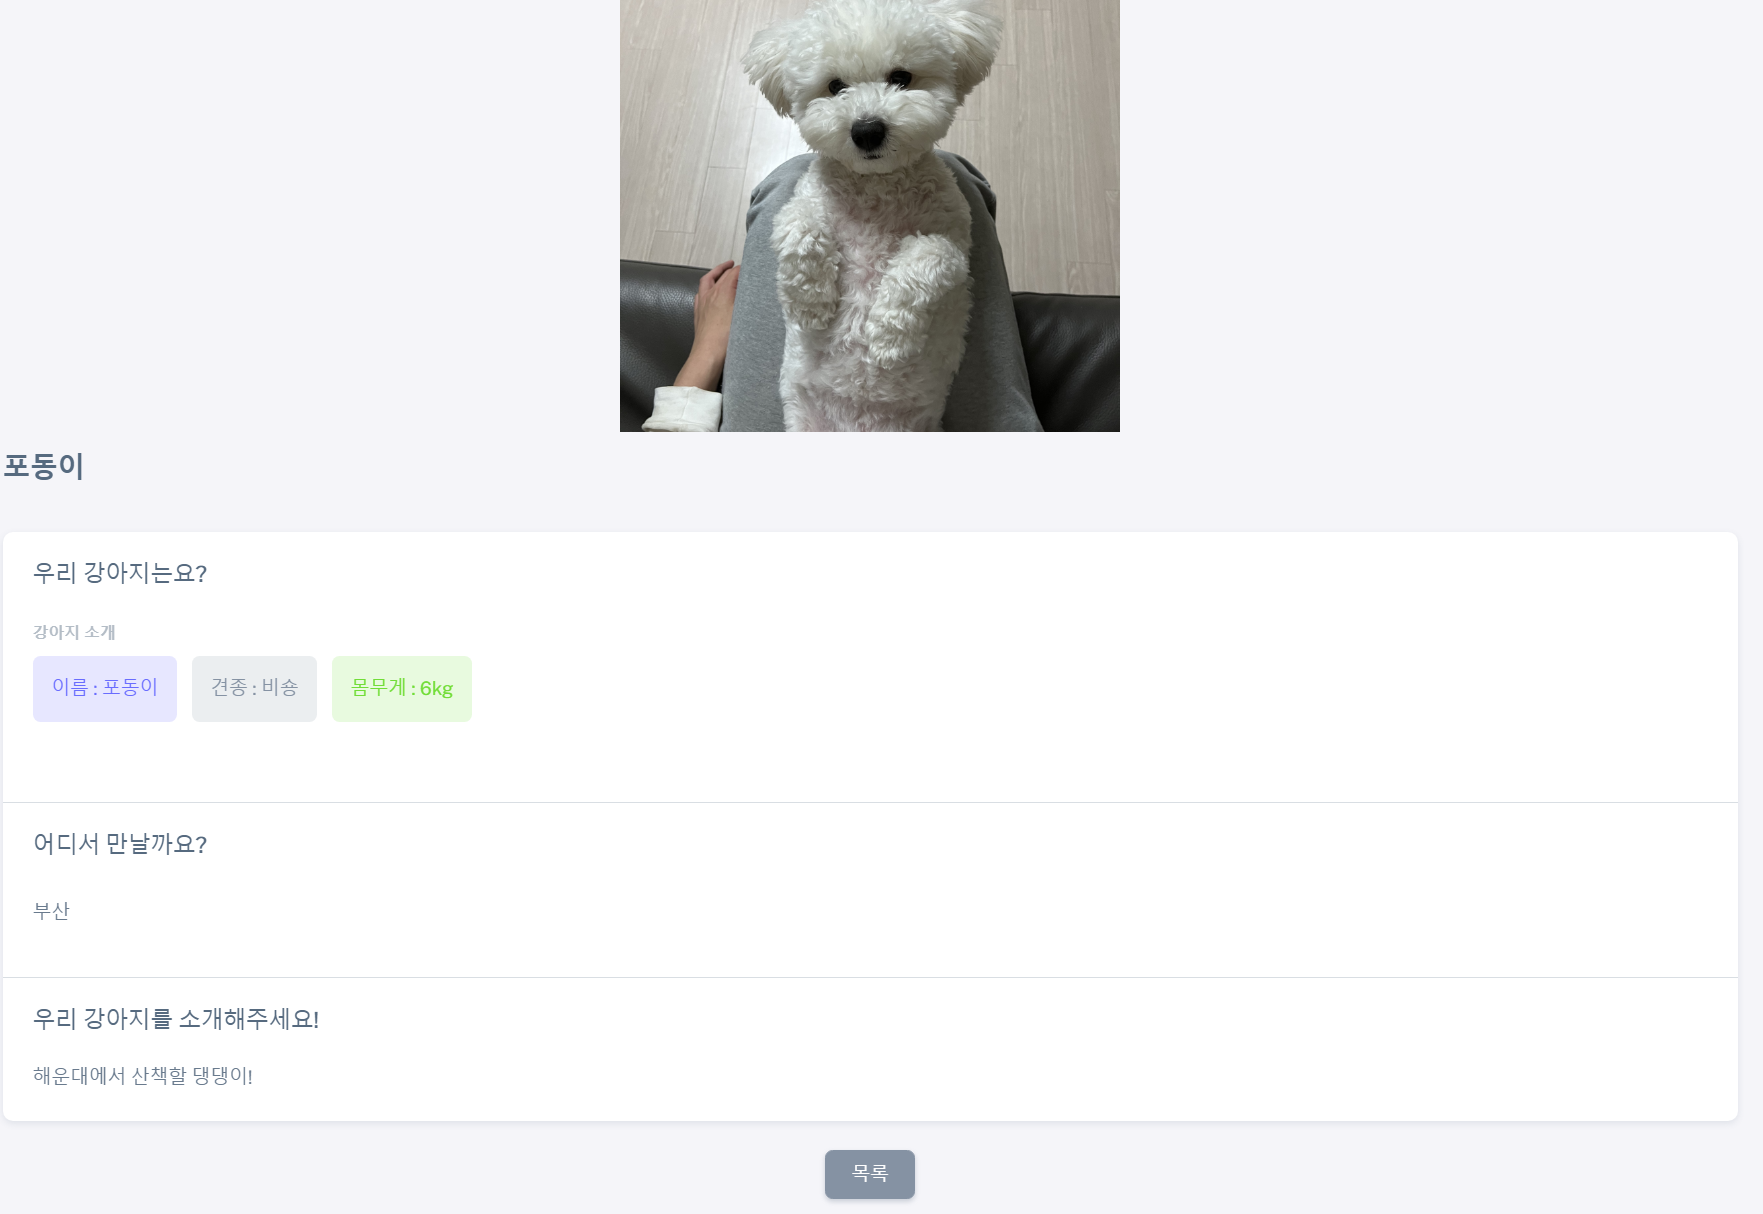 포동이
우리 강아지는요?
강아지 소개
이름 : 포동이 견종 : 비숑 몸무게 : 6kg
어디서 만날까요?
부산
우리 강아지를 소개해주세요!
해운대에서 산책할 댕댕이!
목록